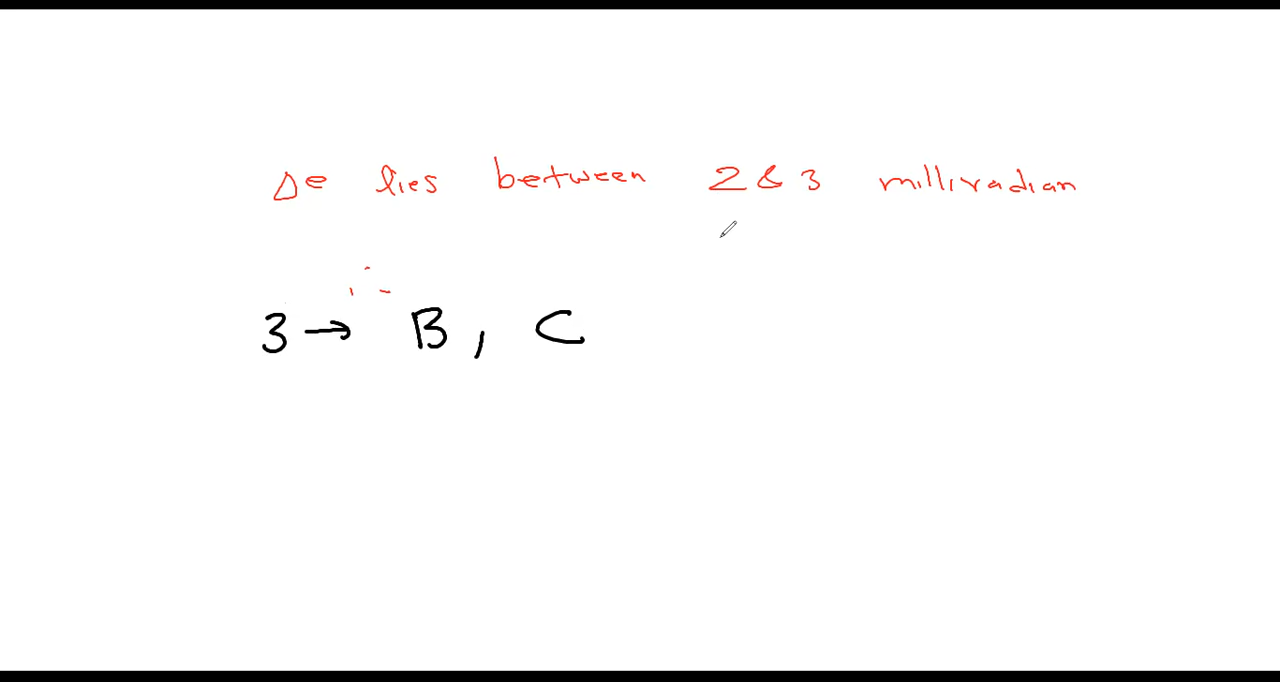 Δe lies between 2 & 3 milliradian
∴
3 → B, C